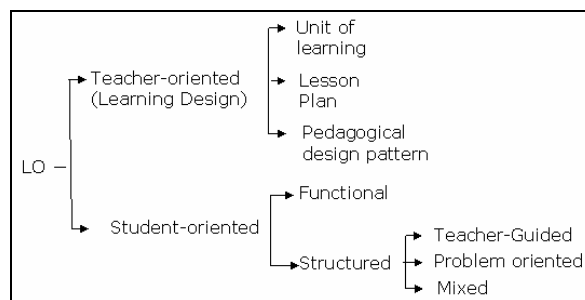 Unit of
learning
Teacher-oriented
(Learning Design)
Lesson
Plan
Pedagogical
design pattern
LO
Student-oriented
Functional
Structured
Teacher-Guided
Problem oriented
Mixed